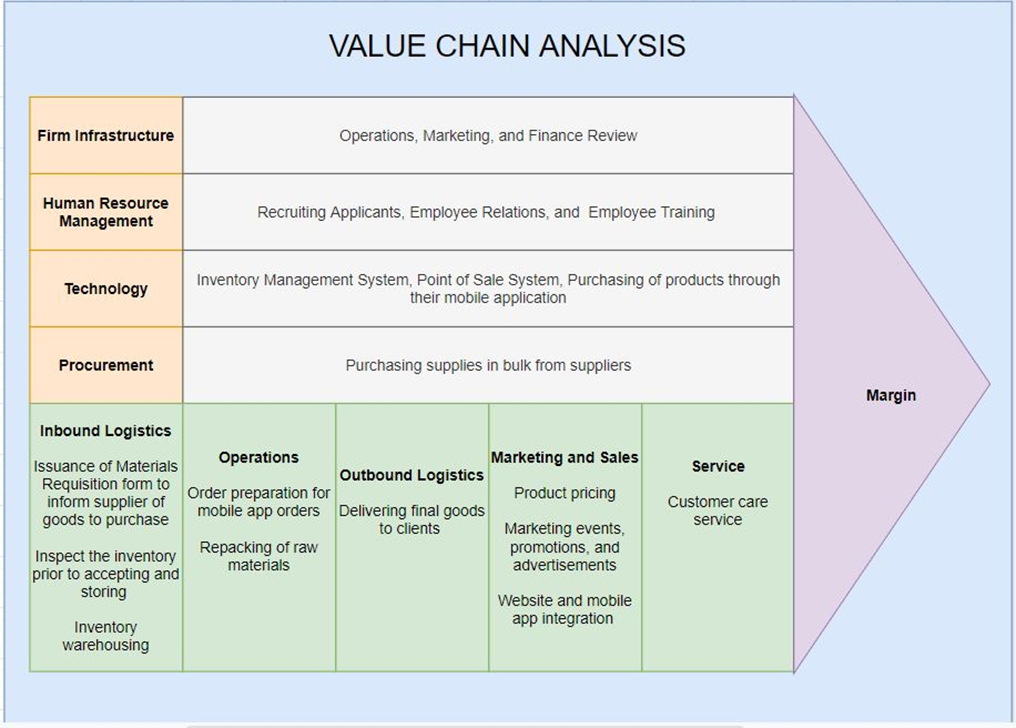 VALUE CHAIN ANALYSIS
Firm Infrastructure
Operations, Marketing, and Finance Review
Human Resource
Management
Recruiting Applicants, Employee Relations, and  Employee Training
Technology
Inventory Management System, Point of Sale System, Purchasing of products through
their mobile application
Procurement
Purchasing supplies in bulk from suppliers
Inbound Logistics
Issuance of Materials
Requisition form to
inform supplier of
goods to purchase
Inspect the inventory
prior to accepting and
storing
Inventory
warehousing
Operations
Order preparation for
mobile app orders
Repacking of raw
materials
Outbound Logistics
Delivering final goods
to clients
Marketing and Sales
Product pricing
Marketing events,
promotions, and
advertisements
Website and mobile
app integration
Service
Customer care
service
Margin